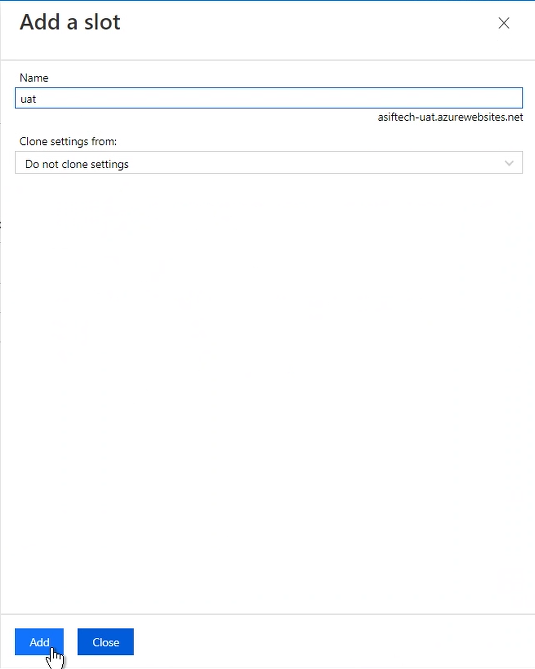 Add a slot
Name
uat
asiftech-uat.azurewebsites.net
Clone settings from:
Do not clone settings
Add
Close